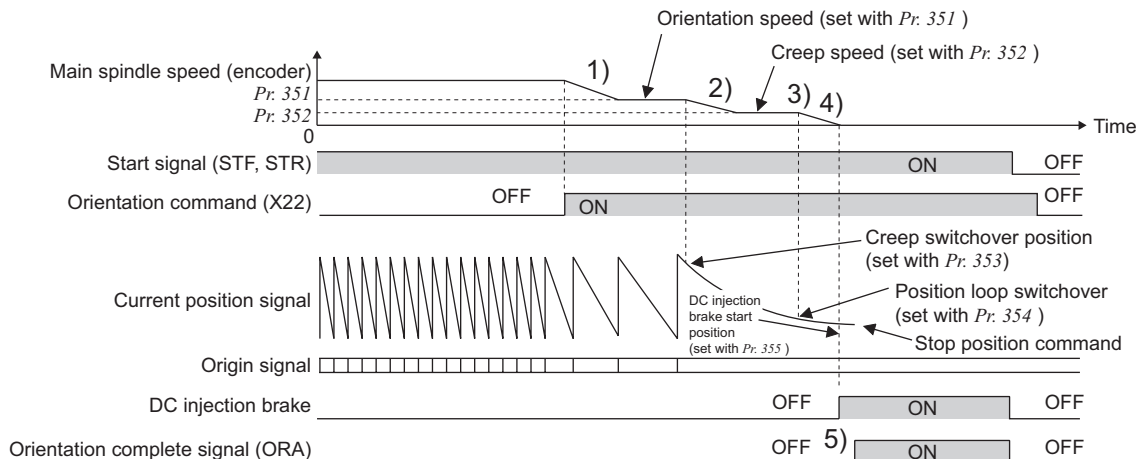 Orientation speed (set with Pr. 351 )
Creep speed (set with Pr. 352 )
Main spindle speed (encoder)
1)
2)
3)
4)
Pr. 351
Pr. 352
0
Time
Start signal (STF, STR)
ON
OFF
Orientation command (X22)
OFF
ON
OFF
Creep switchover position
(set with Pr. 353)
Current position signal
DC injection
brake start
position
(set with Pr. 355 )
Position loop switchover
(set with Pr. 354 )
Stop position command
Origin signal
DC injection brake
OFF
ON
OFF
Orientation complete signal (ORA)
OFF
5)
ON
OFF